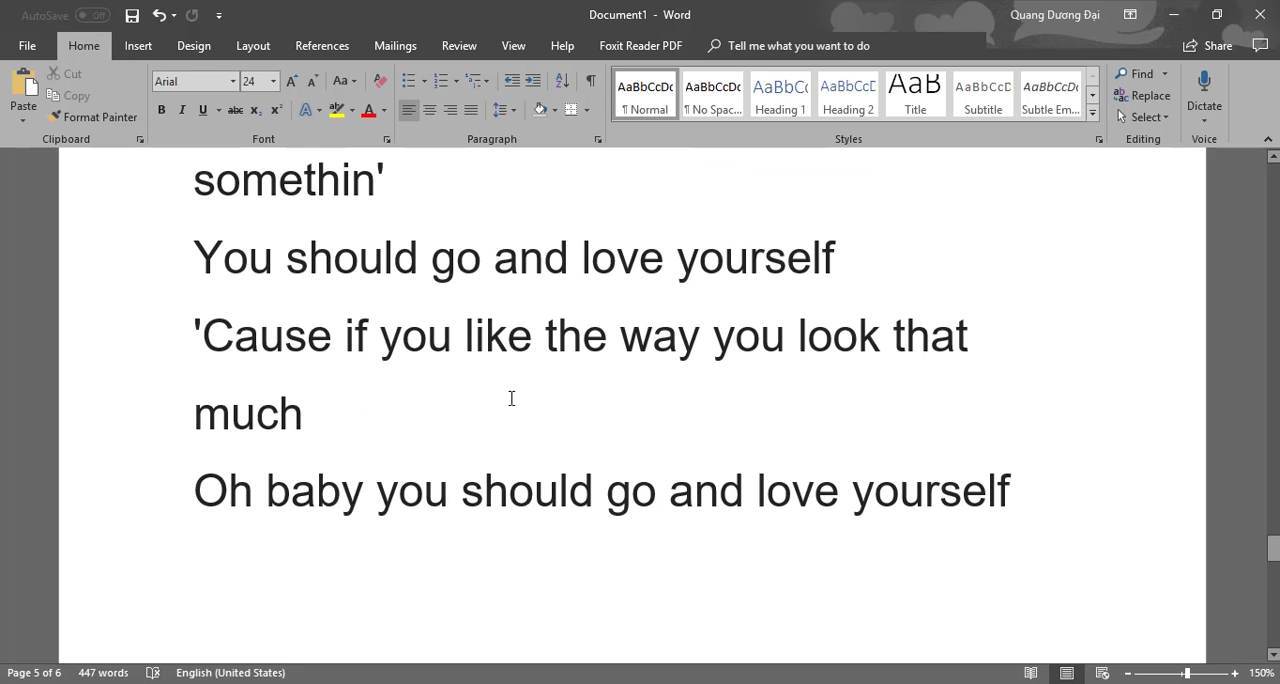 AutoSave Off Document1 - Word Quang Dương Đại
File Home Insert Design Layout References Mailings Review View Help Foxit Reader PDF Tell me what you want to do Share
Paste
Cut
Copy
Format Painter
Clipboard
Arial 24
Font
Paragraph
AaBbCcDc AaBbCcDc AaBbCc AaBbCcD AaB AaBbCcD AaBbCcDc
¶ Normal ¶ No Spac... Heading 1 Heading 2 Title Subtitle Subtle Em...
Styles
Find
Replace
Select
Editing
Dictate
Voice
somethin'
You should go and love yourself
'Cause if you like the way you look that
much
Oh baby you should go and love yourself
Page 5 of 6 447 words English (United States) 150%